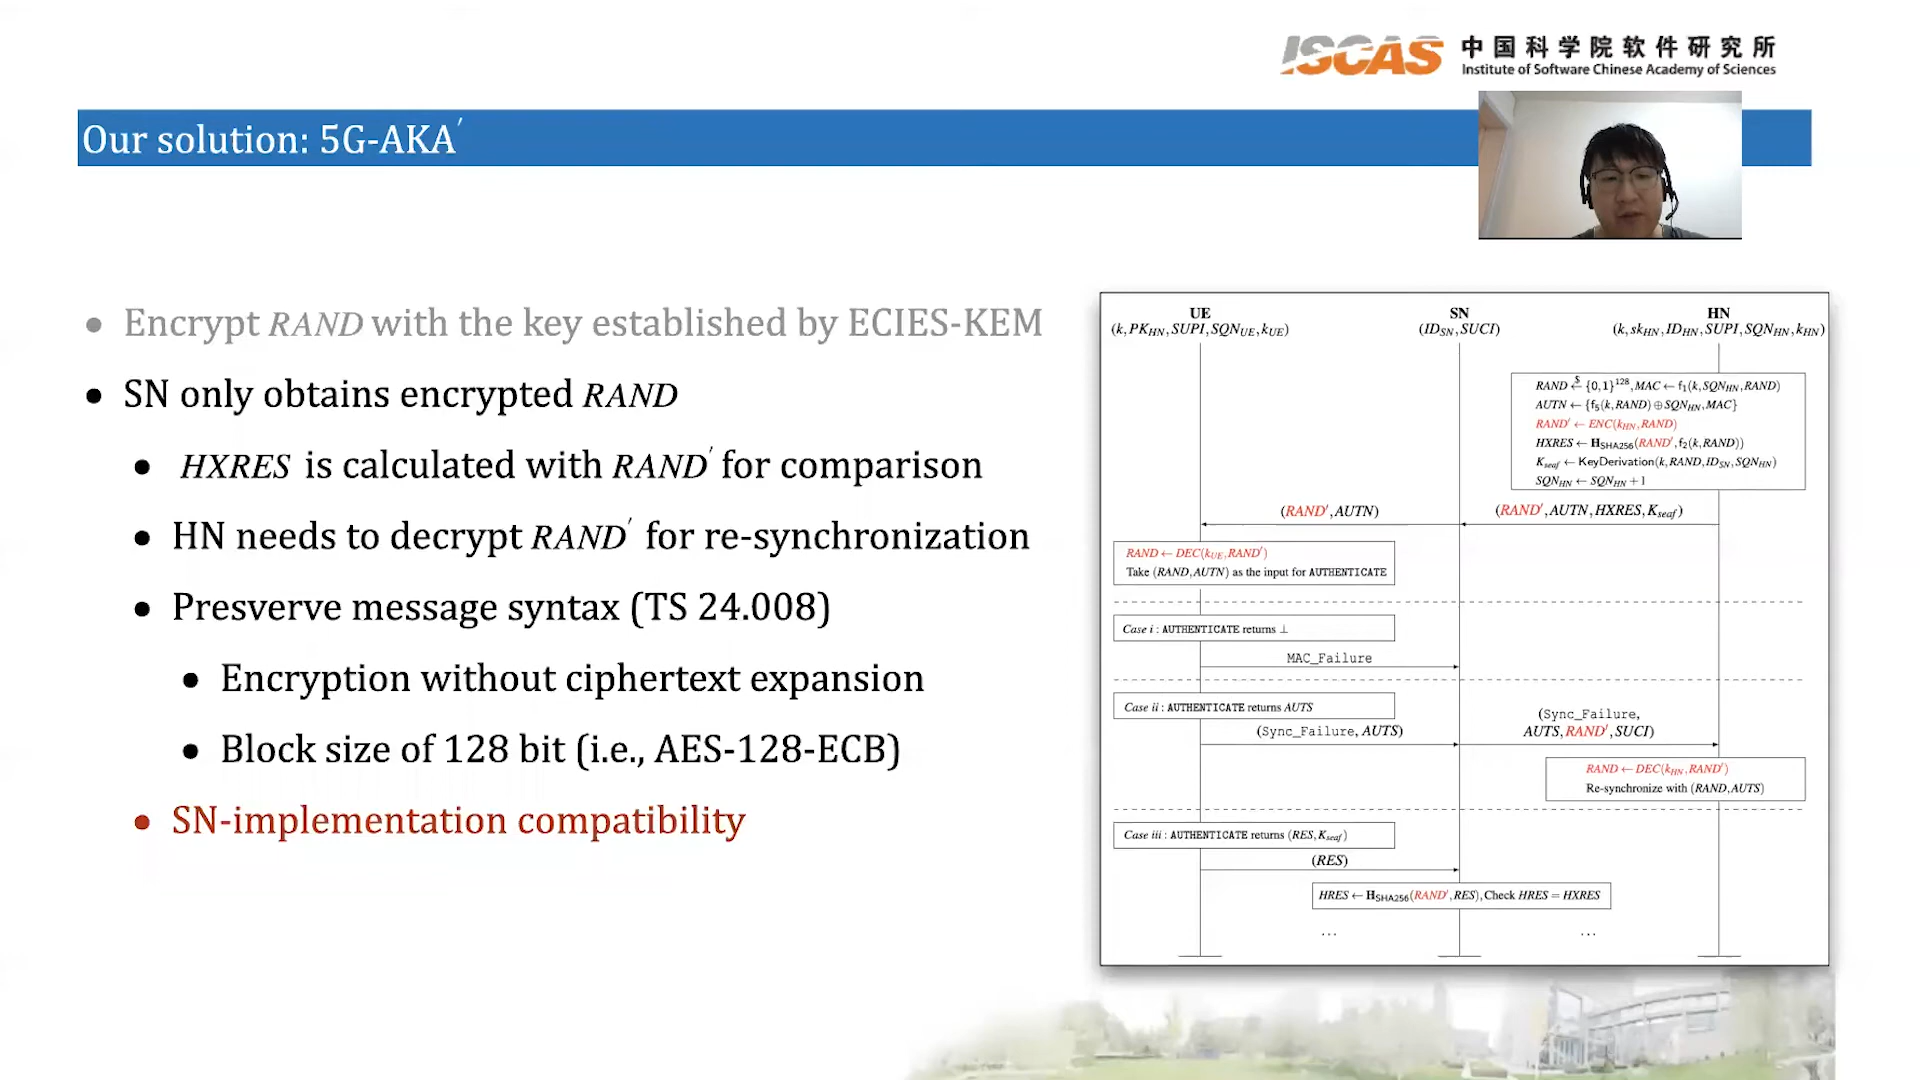 ISCAS 中国科学院软件研究所
Institute of Software Chinese Academy of Sciences
Our solution: 5G-AKA′
• Encrypt RAND with the key established by ECIES-KEM
• SN only obtains encrypted RAND
• HXRES is calculated with RAND′ for comparison
• HN needs to decrypt RAND′ for re-synchronization
• Presverve message syntax (TS 24.008)
• Encryption without ciphertext expansion
• Block size of 128 bit (i.e., AES-128-ECB)
• SN-implementation compatibility
UE SN HN
(k, PK_HN, SUPI, SQN_UE, k_UE) (ID_SN, SUCI) (k, sk_HN, ID_HN, SUPI, SQN_HN, k_HN)
RAND $← {0,1}^128, MAC ← f₁(k, SQN_HN, RAND)
AUTN ← {f₅(k, RAND) ⊕ SQN_HN, MAC}
RAND′ ← ENC(k_HN, RAND)
HXRES ← H_SHA256(RAND′, f₂(k, RAND))
K_seaf ← KeyDerivation(k, RAND, ID_SN, SQN_HN)
SQN_HN ← SQN_HN + 1
(RAND′, AUTN) (RAND′, AUTN, HXRES, K_seaf)
RAND ← DEC(k_UE, RAND′)
Take (RAND, AUTN) as the input for AUTHENTICATE
Case i : AUTHENTICATE returns ⊥
MAC_Failure
Case ii : AUTHENTICATE returns AUTS
(Sync_Failure, AUTS)
(Sync_Failure,
AUTS, RAND′, SUCI)
RAND ← DEC(k_HN, RAND′)
Re-synchronize with (RAND, AUTS)
Case iii : AUTHENTICATE returns (RES, K_seaf)
(RES)
HRES ← H_SHA256(RAND′, RES), Check HRES = HXRES
... ...